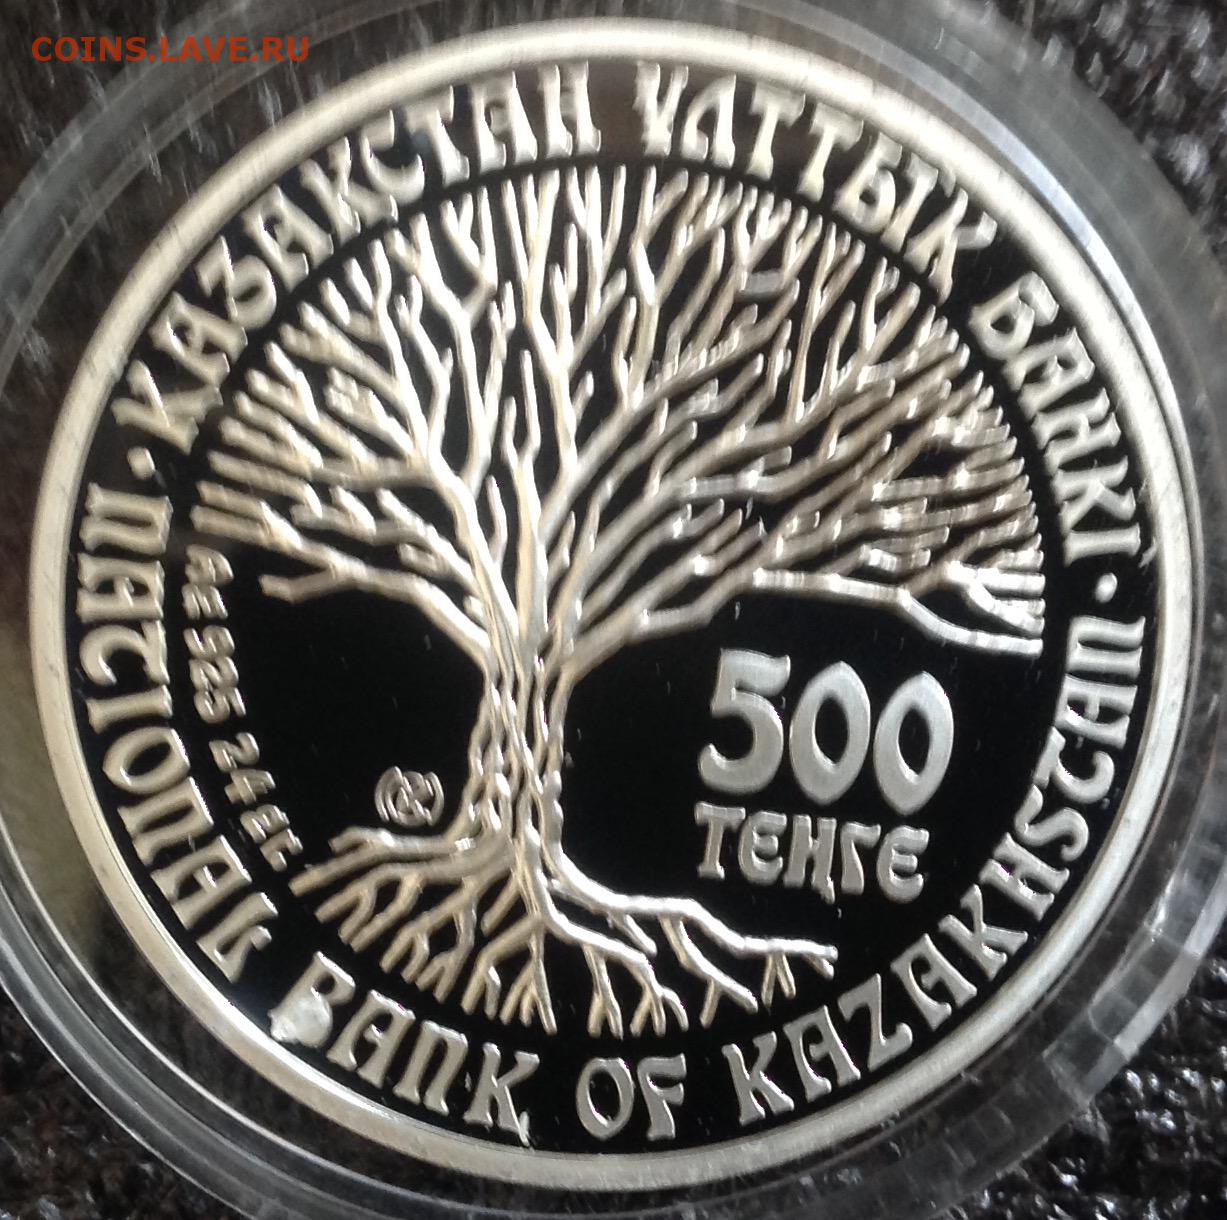 COINS.LAVE.RU
ҚАЗАҚСТАН ҰЛТТЫҚ БАНКІ
NATIONAL BANK OF KAZAKHSTAN
Ag 925 24 gr.
500
ТЕҢГЕ